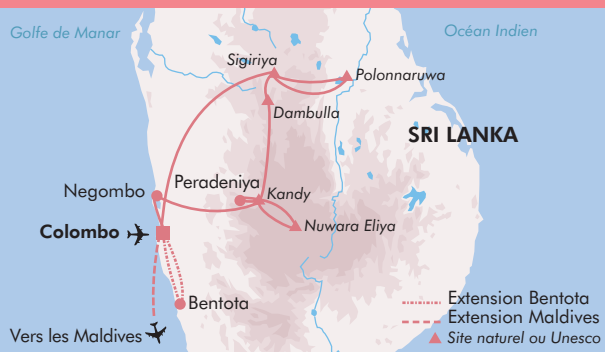 Golfe de Manar
Océan Indien
Sigiriya
Polonnaruwa
Dambulla
SRI LANKA
Peradeniya
Negombo
Kandy
Nuwara Eliya
Colombo
Bentota
Extension Bentota
Extension Maldives
Vers les Maldives
Site naturel ou Unesco